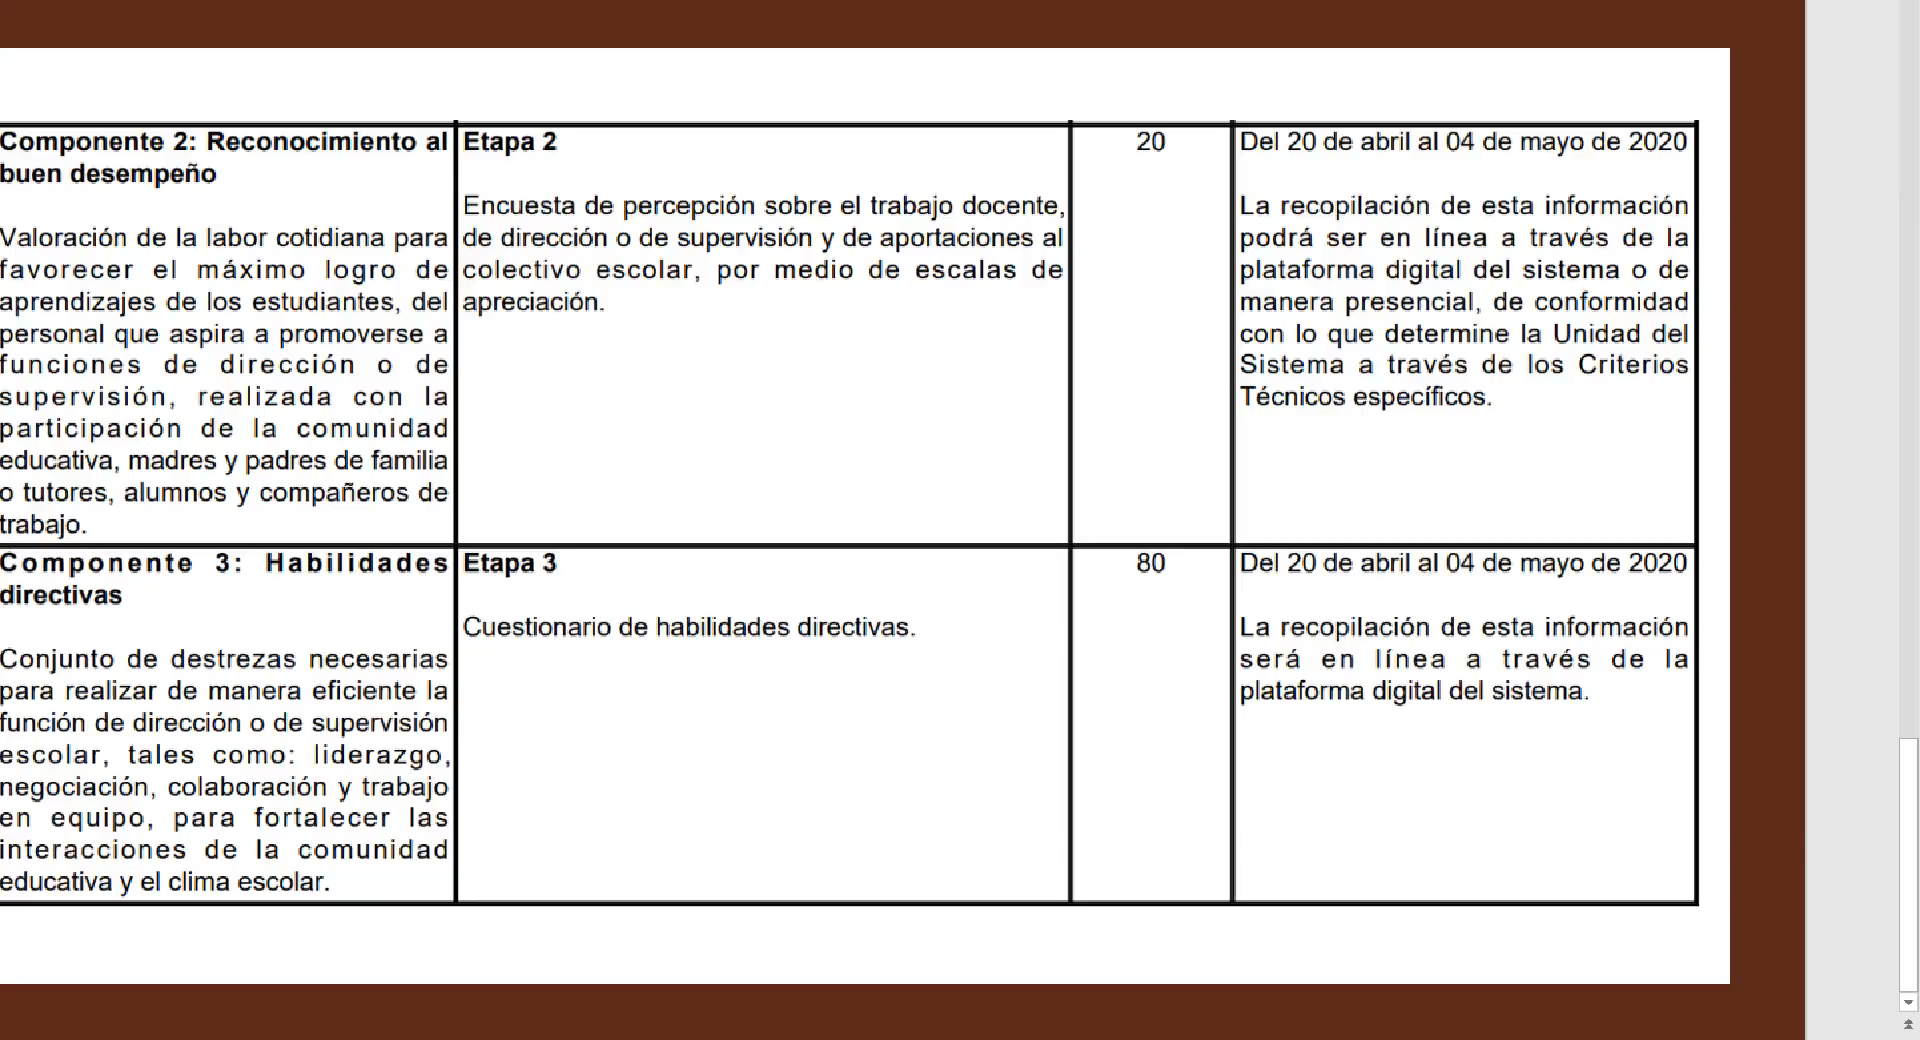 Componente 2: Reconocimiento al
buen desempeño
Valoración de la labor cotidiana para
favorecer el máximo logro de
aprendizajes de los estudiantes, del
personal que aspira a promoverse a
funciones de dirección o de
supervisión, realizada con la
participación de la comunidad
educativa, madres y padres de familia
o tutores, alumnos y compañeros de
trabajo.
Etapa 2
Encuesta de percepción sobre el trabajo docente,
de dirección o de supervisión y de aportaciones al
colectivo escolar, por medio de escalas de
apreciación.
20
Del 20 de abril al 04 de mayo de 2020
La recopilación de esta información
podrá ser en línea a través de la
plataforma digital del sistema o de
manera presencial, de conformidad
con lo que determine la Unidad del
Sistema a través de los Criterios
Técnicos específicos.
Componente 3: Habilidades
directivas
Conjunto de destrezas necesarias
para realizar de manera eficiente la
función de dirección o de supervisión
escolar, tales como: liderazgo,
negociación, colaboración y trabajo
en equipo, para fortalecer las
interacciones de la comunidad
educativa y el clima escolar.
Etapa 3
Cuestionario de habilidades directivas.
80
Del 20 de abril al 04 de mayo de 2020
La recopilación de esta información
será en línea a través de la
plataforma digital del sistema.